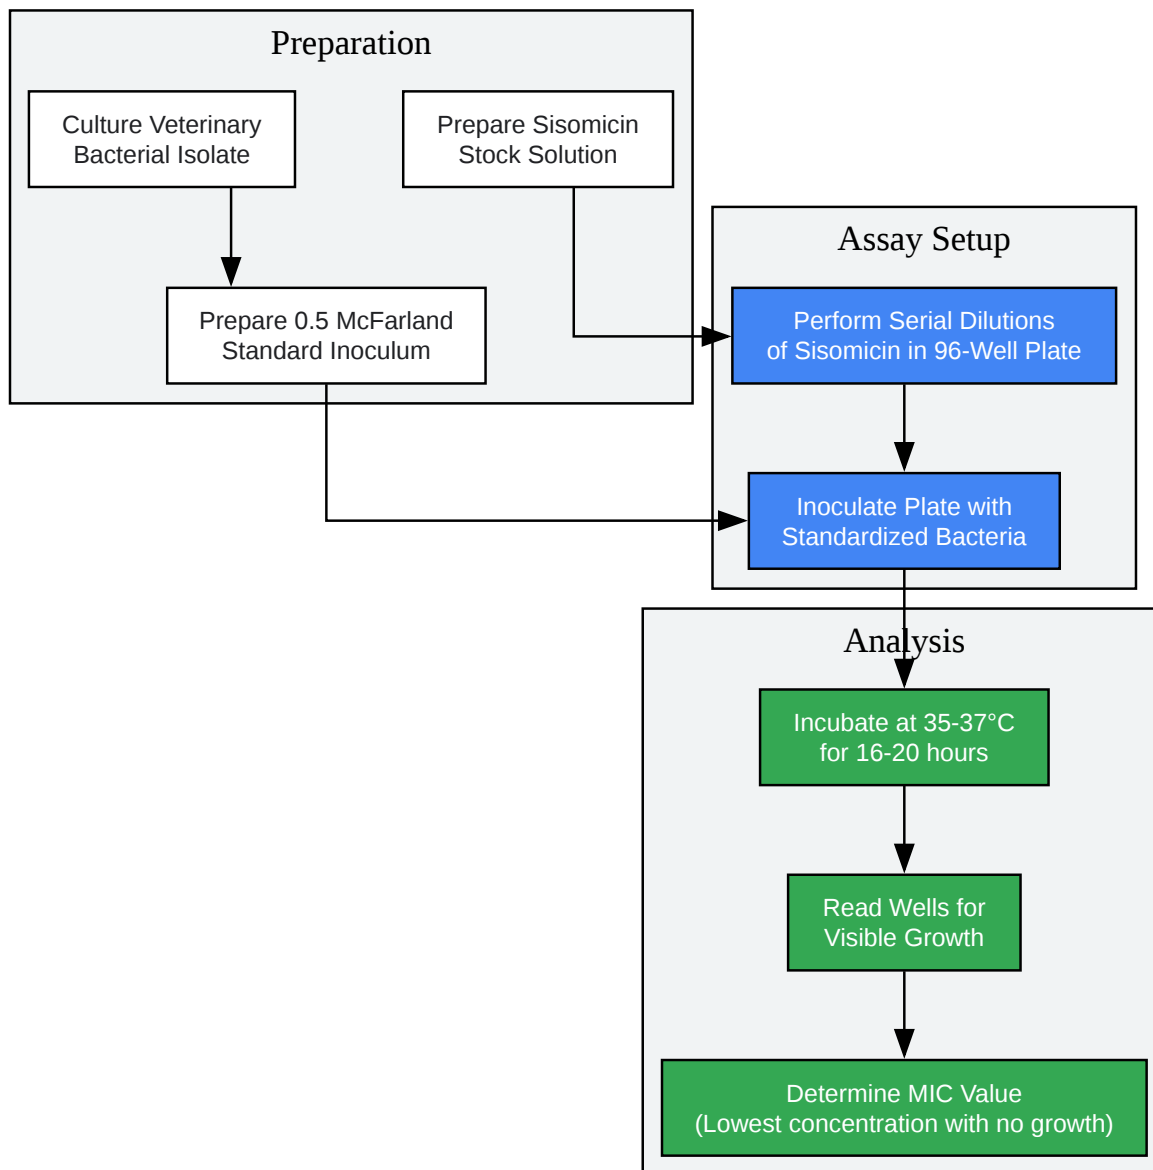 Preparation
Culture Veterinary
Bacterial Isolate
Prepare Sisomicin
Stock Solution
Prepare 0.5 McFarland
Standard Inoculum
Assay Setup
Perform Serial Dilutions
of Sisomicin in 96-Well Plate
Inoculate Plate with
Standardized Bacteria
Analysis
Incubate at 35-37°C
for 16-20 hours
Read Wells for
Visible Growth
Determine MIC Value
(Lowest concentration with no growth)